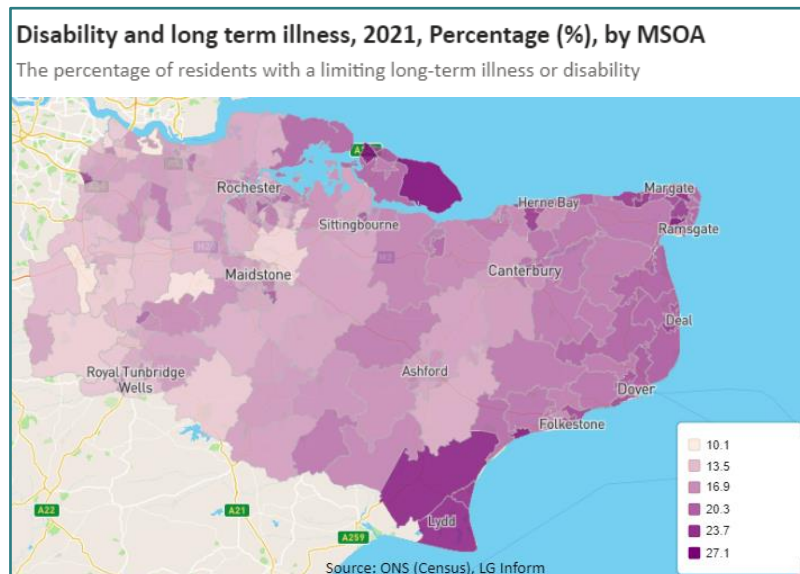 Disability and long term illness, 2021, Percentage (%), by MSOA
The percentage of residents with a limiting long-term illness or disability
Rochester
Sittingbourne
Herne Bay
Margate
Ramsgate
Maidstone
M2
Canterbury
Deal
Royal Tunbridge
Wells
Ashford
Dover
Folkestone
10.1
13.5
16.9
20.3
23.7
27.1
A22
A21
Lydd
A259
Source: ONS (Census), LG Inform